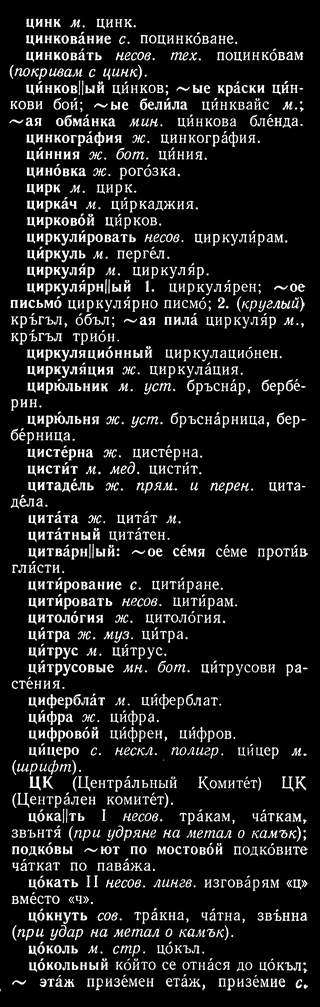 цинк м. цинк.
цинкова́ние с. поцинко́ване.
цинкова́ть несов. тех. поцинко́вам
(покривам с цинк).
ци́нков||ый ци́нков; ~ые кра́ски ци́н-
кови бои́; ~ые бели́ла ци́нквайс м.;
~ая обма́нка мин. ци́нкова бле́нда.
цинкогра́фия ж. цинкогра́фия.
ци́нния ж. бот. ци́ния.
цино́вка ж. рого́зка.
цирк м. цирк.
цирка́ч м. ци́ркаджия.
цирково́й ци́рков.
циркули́ровать несов. циркули́рам.
ци́ркуль м. перге́л.
циркуля́р м. циркуля́р.
циркуля́рн||ый 1. циркуля́рен; ~ое
письмо́ циркуля́рно писмо́; 2. (круглый)
кръ́гъл, о́бъл; ~ая пила́ циркуля́р м.,
кръ́гъл трио́н.
циркуляцио́нный циркулацио́нен.
циркуля́ция ж. циркула́ция.
цирю́льник м. уст. бръсна́р, бербе́-
рин.
цирю́льня ж. уст. бръсна́рница, бер-
бе́рница.
цисте́рна ж. цисте́рна.
цисти́т м. мед. цисти́т.
цитаде́ль ж. прям. и перен. цита-
де́ла.
цита́та ж. цита́т м.
цита́тный цита́тен.
цитва́рн||ый: ~ое се́мя се́ме проти́в
гли́сти.
цити́рование с. цити́ране.
цити́ровать несов. цити́рам.
цитоло́гия ж. цитоло́гия.
ци́тра ж. муз. ци́тра.
ци́трус м. ци́трус.
ци́трусовые мн. бот. ци́трусови ра-
сте́ния.
цифербла́т м. ци́ферблат.
ци́фра ж. ци́фра.
цифрово́й ци́френ, ци́фров.
ци́церо с. нескл. полигр. ци́цер м.
(шрифт).
ЦК (Центра́льный Комите́т) ЦК
(Центра́лен комите́т).
цо́ка||ть I несов. тра́кам, ча́ткам,
звънтя́ (при удряне на метал о камък);
подко́вы ~ют по мостово́й подко́вите
ча́ткат по пава́жа.
цо́кать II несов. лингв. изгова́рям «ц»
вме́сто «ч».
цо́кнуть сов. тра́кна, ча́тна, звъ́нна
(при удар на метал о камък).
цо́коль м. стр. цо́къл.
цо́кольный ко́йто се отна́ся до цо́къл;
~ эта́ж призе́мен ета́ж, призе́мие с.